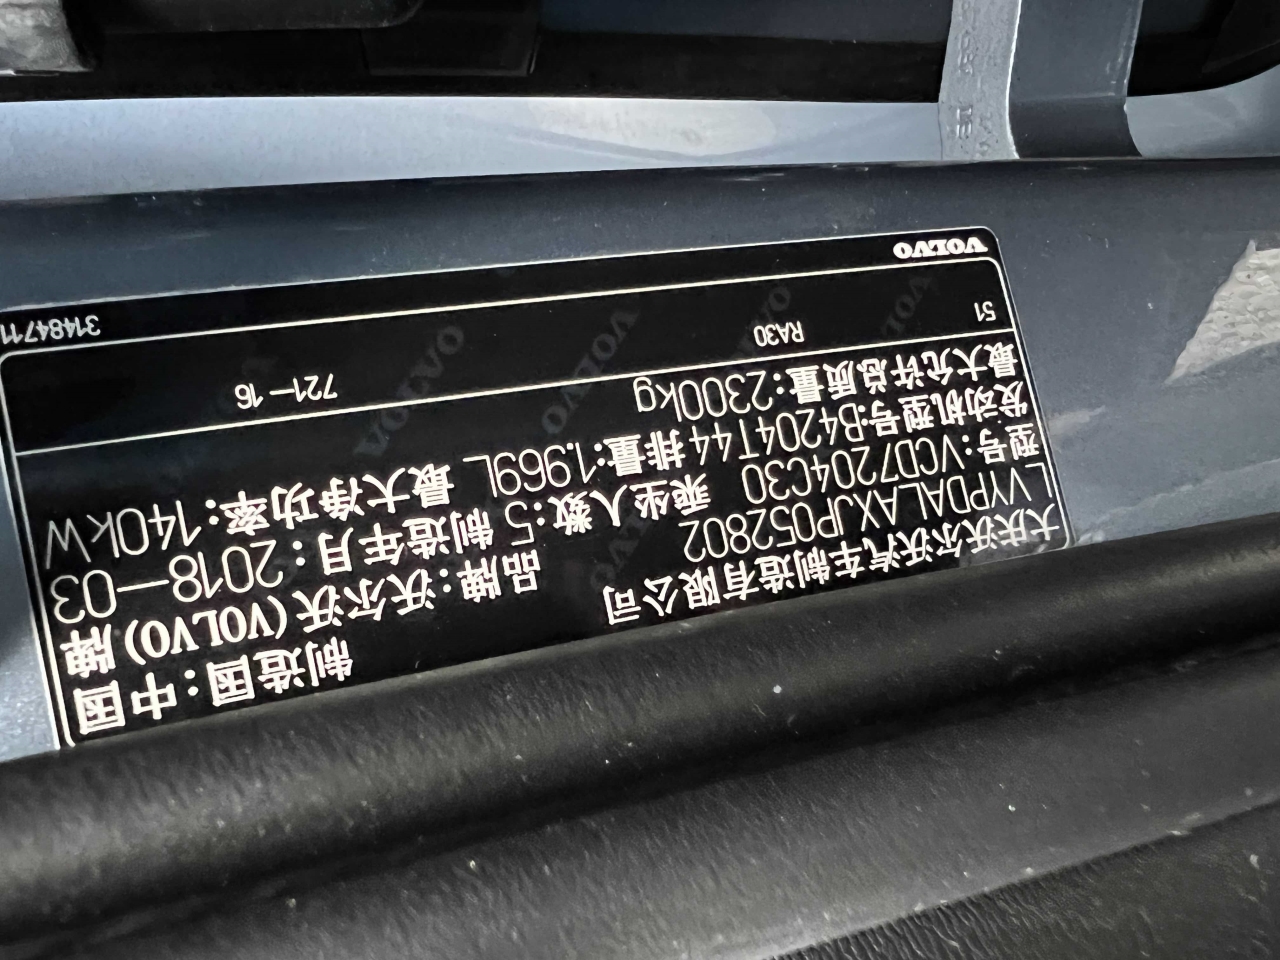 大庆沃尔沃汽车制造有限公司 制造国：中国
LVYPDALAXJP052802 品牌：沃尔沃(VOLVO)牌
型号：VCD7204C30 乘坐人数：5 制造年月：2018-03
发动机型号:B4204T44 排量:1.969L 最大净功率：140kW
最大允许总质量：2300kg
51 RA30 721-16
VOLVO 31484711